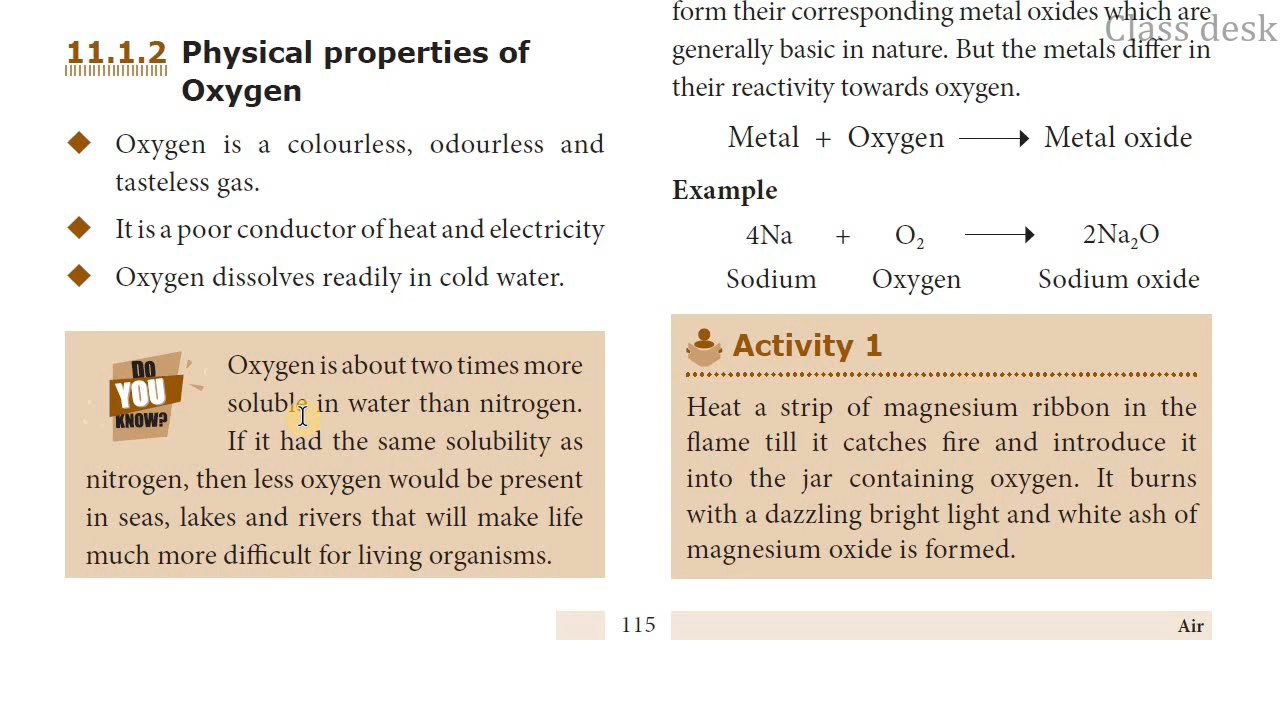 11.1.2 Physical properties of
Oxygen
Oxygen is a colourless, odourless and
tasteless gas.
It is a poor conductor of heat and electricity
Oxygen dissolves readily in cold water.
DO
YOU
KNOW?
Oxygen is about two times more
soluble in water than nitrogen.
If it had the same solubility as
nitrogen, then less oxygen would be present
in seas, lakes and rivers that will make life
much more difficult for living organisms.
Class desk
form their corresponding metal oxides which are
generally basic in nature. But the metals differ in
their reactivity towards oxygen.
Metal + Oxygen ⟶ Metal oxide
Example
4Na + O₂ ⟶ 2Na₂O
Sodium Oxygen Sodium oxide
Activity 1
Heat a strip of magnesium ribbon in the
flame till it catches fire and introduce it
into the jar containing oxygen. It burns
with a dazzling bright light and white ash of
magnesium oxide is formed.
115
Air